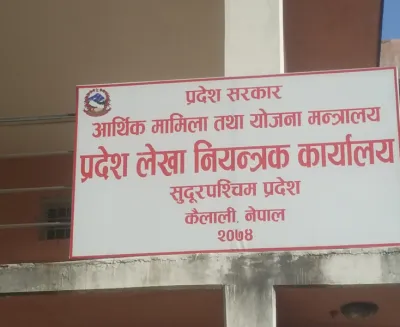 प्रदेश सरकार
आर्थिक मामिला तथा योजना मन्त्रालय
प्रदेश लेखा नियन्त्रक कार्यालय
सुदूरपश्चिम प्रदेश
कैलाली, नेपाल
२०७४